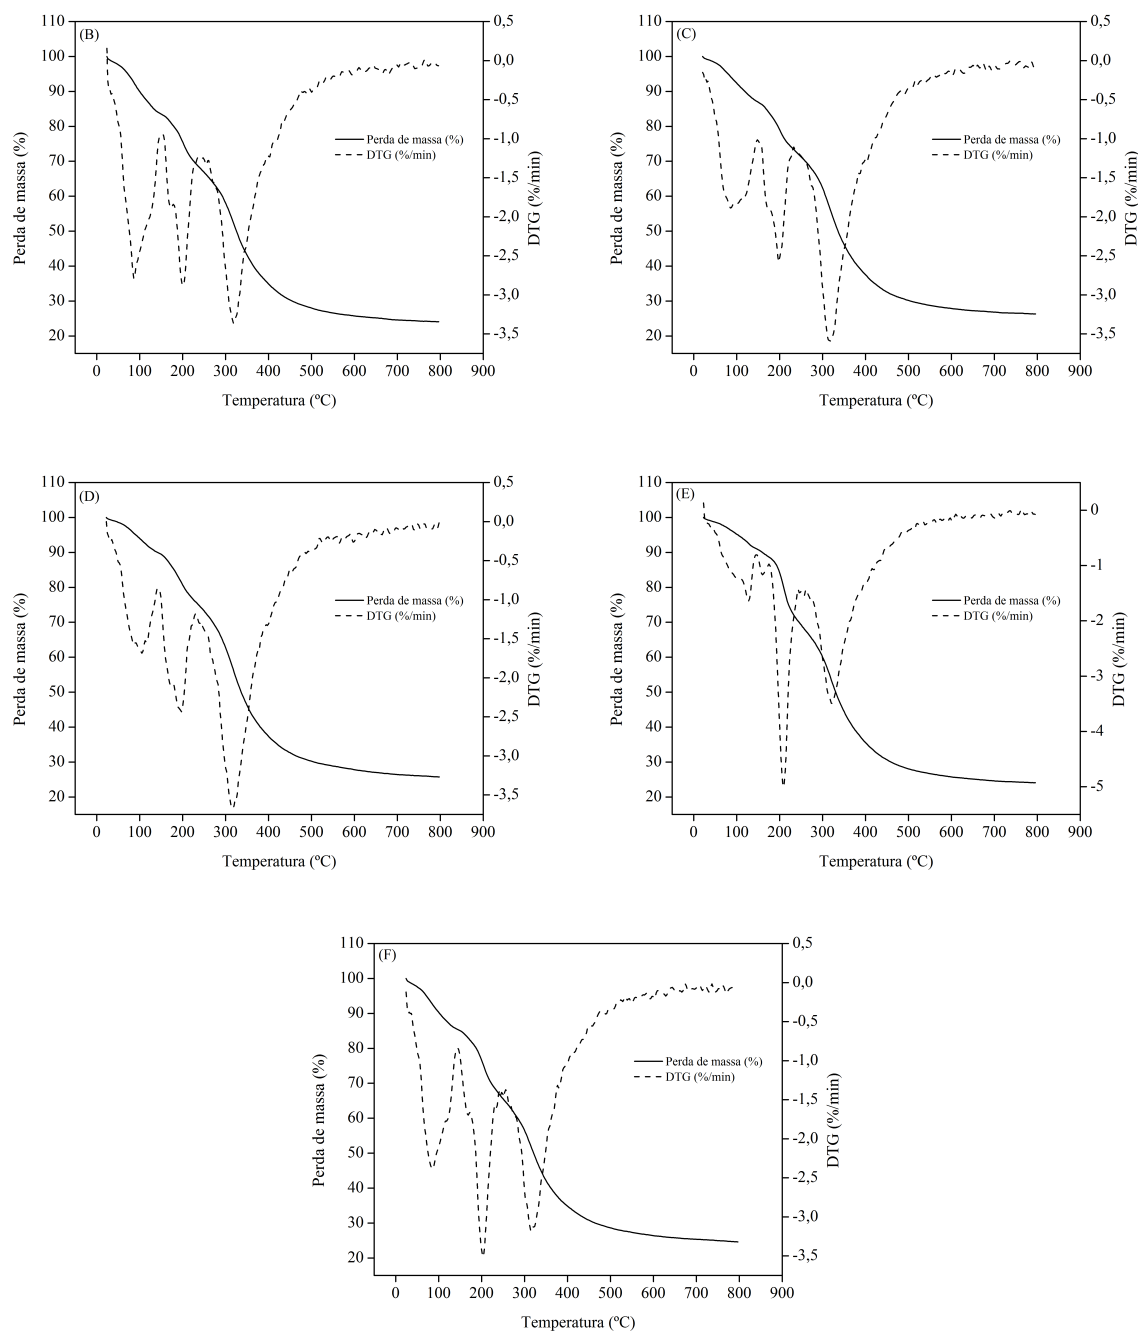 (B)
110
100
90
80
70
60
50
40
30
20
Perda de massa (%)
0,5
0,0
-0,5
-1,0
-1,5
-2,0
-2,5
-3,0
-3,5
DTG (%/min)
Perda de massa (%)
DTG (%/min)
0 100 200 300 400 500 600 700 800 900
Temperatura (ºC)
(C)
110
100
90
80
70
60
50
40
30
20
Perda de massa (%)
0,5
0,0
-0,5
-1,0
-1,5
-2,0
-2,5
-3,0
-3,5
DTG (%/min)
Perda de massa (%)
DTG (%/min)
0 100 200 300 400 500 600 700 800 900
Temperatura (ºC)
(D)
110
100
90
80
70
60
50
40
30
20
Perda de massa (%)
0,5
0,0
-0,5
-1,0
-1,5
-2,0
-2,5
-3,0
-3,5
DTG (%/min)
Perda de massa (%)
DTG (%/min)
0 100 200 300 400 500 600 700 800 900
Temperatura (ºC)
(E)
110
100
90
80
70
60
50
40
30
20
Perda de massa (%)
0
-1
-2
-3
-4
-5
DTG (%/min)
Perda de massa (%)
DTG (%/min)
0 100 200 300 400 500 600 700 800 900
Temperatura (ºC)
(F)
110
100
90
80
70
60
50
40
30
20
Perda de massa (%)
0,5
0,0
-0,5
-1,0
-1,5
-2,0
-2,5
-3,0
-3,5
DTG (%/min)
Perda de massa (%)
DTG (%/min)
0 100 200 300 400 500 600 700 800 900
Temperatura (ºC)